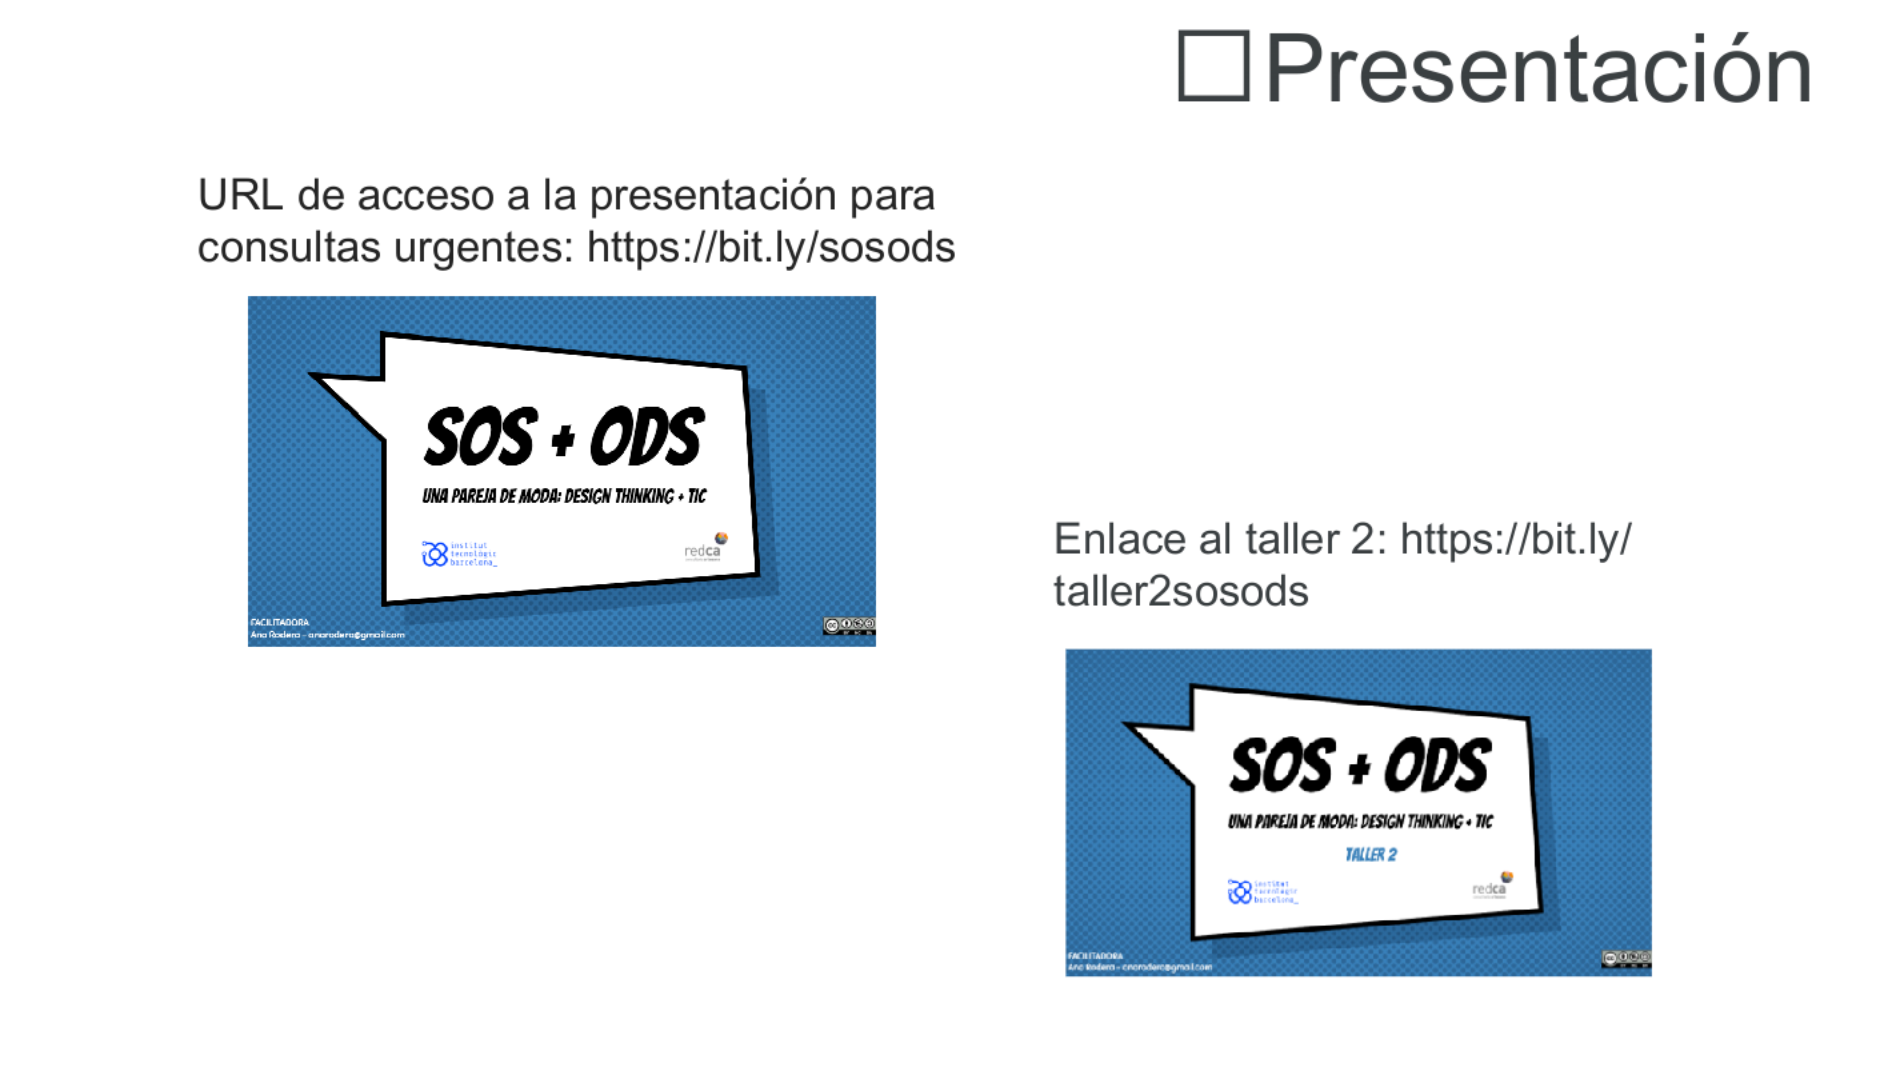 Presentación
URL de acceso a la presentación para
consultas urgentes: https://bit.ly/sosods
SOS + ODS
UNA PAREJA DE MODA: DESIGN THINKING + TIC
institut
tecnològic
barcelona_
redca
FACILITADORA
Ana Rodera - anarodera@gmail.com
Enlace al taller 2: https://bit.ly/
taller2sosods
SOS + ODS
UNA PAREJA DE MODA: DESIGN THINKING + TIC
TALLER 2
institut
tecnològic
barcelona_
redca
FACILITADORA
Ana Rodera - anarodera@gmail.com